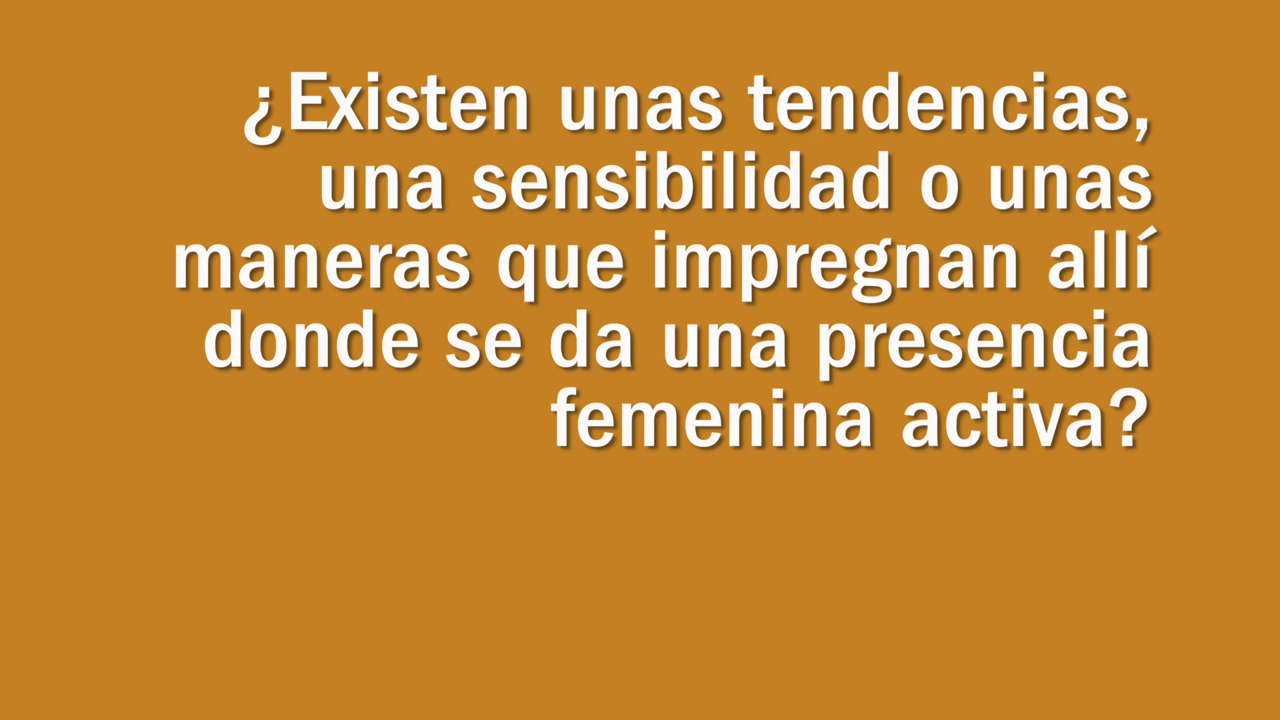 ¿Existen unas tendencias,
una sensibilidad o unas
maneras que impregnan allí
donde se da una presencia
femenina activa?